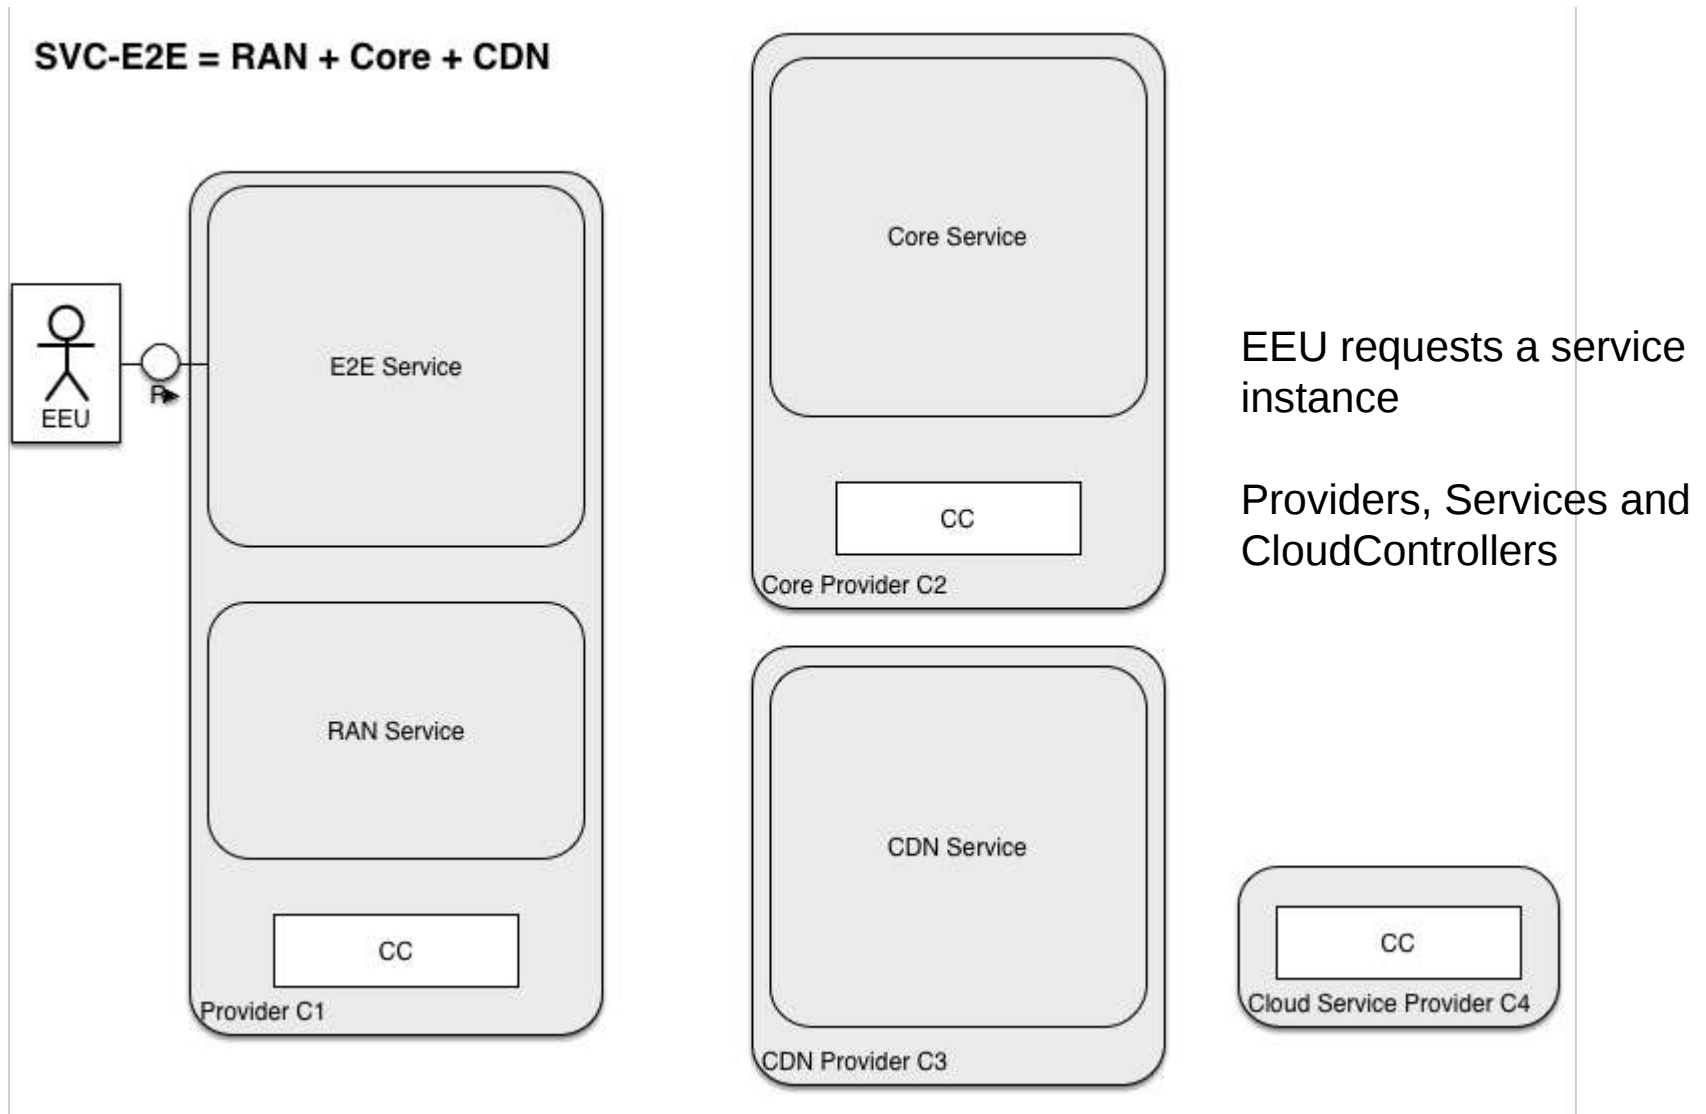 SVC-E2E = RAN + Core + CDN
EEU
R
E2E Service
RAN Service
CC
Provider C1
Core Service
CC
Core Provider C2
CDN Service
CDN Provider C3
EEU requests a service
instance
Providers, Services and
CloudControllers
CC
Cloud Service Provider C4